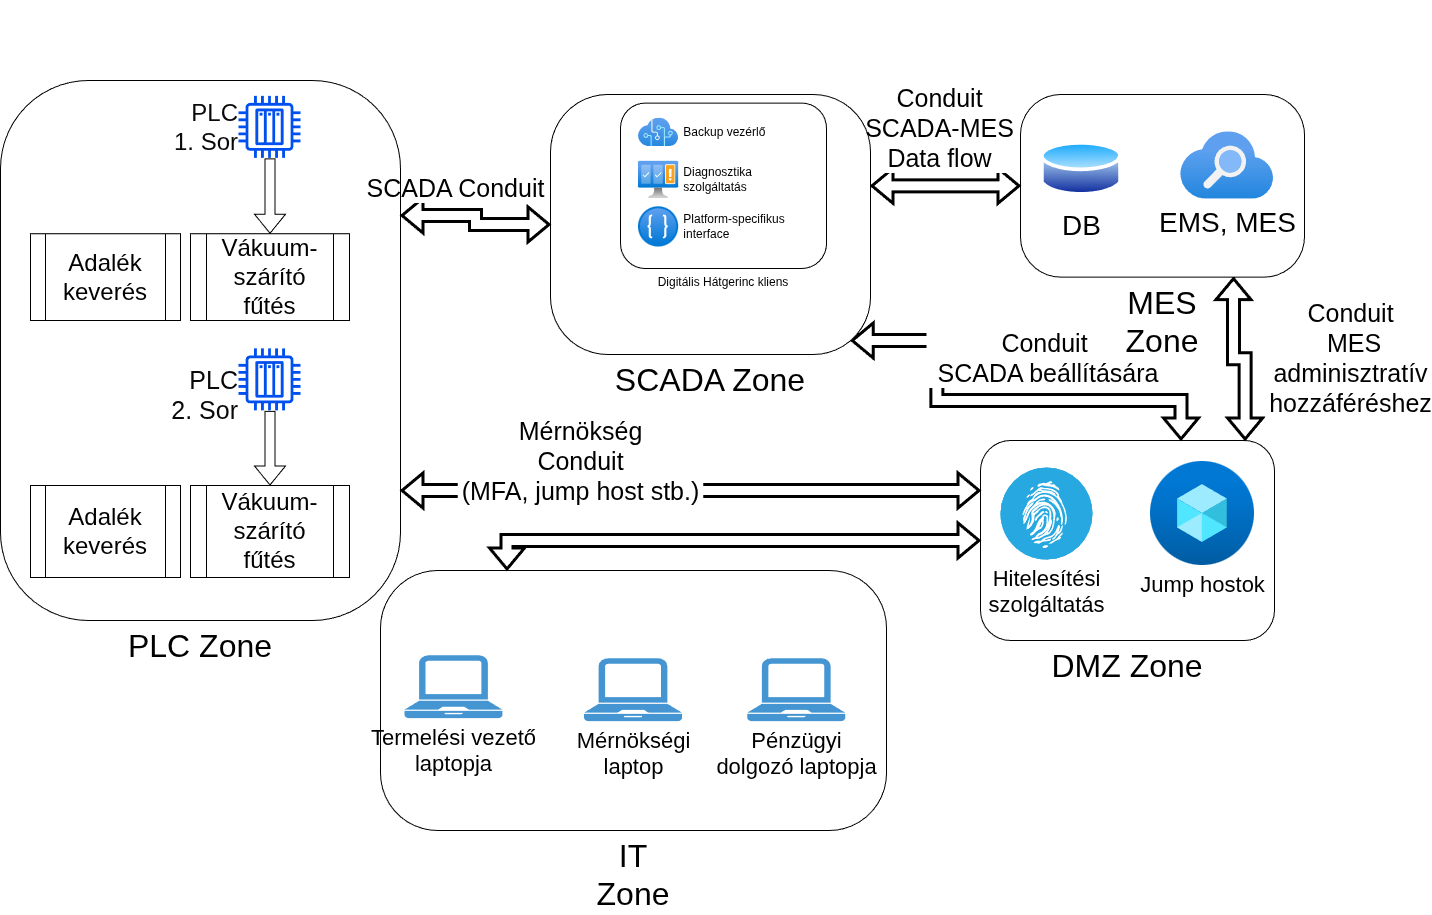 PLC
1. Sor
Adalék
keverés
Vákuum-
szárító
fűtés
PLC
2. Sor
Adalék
keverés
Vákuum-
szárító
fűtés
PLC Zone
SCADA Conduit
Backup vezérlő
Diagnosztika
szolgáltatás
Platform-specifikus
interface
Digitális Hátgerinc kliens
SCADA Zone
Conduit
SCADA-MES
Data flow
DB
EMS, MES
MES
Zone
Conduit
SCADA beállítására
Conduit
MES
adminisztratív
hozzáféréshez
Mérnökség
Conduit
(MFA, jump host stb.)
Hitelesítési
szolgáltatás
Jump hostok
DMZ Zone
Termelési vezető
laptopja
Mérnökségi
laptop
Pénzügyi
dolgozó laptopja
IT
Zone